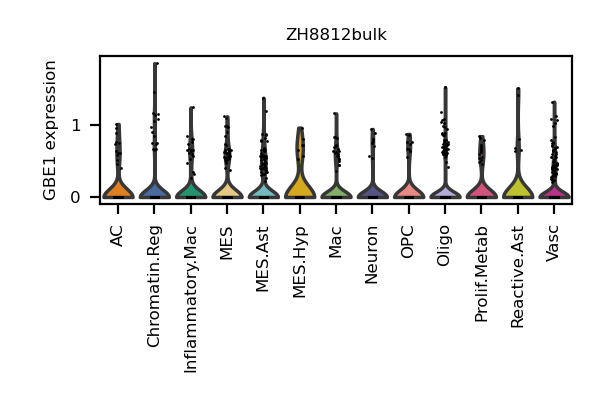 ZH8812bulk
GBE1 expression
1
0
AC
Chromatin.Reg
Inflammatory.Mac
MES
MES.Ast
MES.Hyp
Mac
Neuron
OPC
Oligo
Prolif.Metab
Reactive.Ast
Vasc